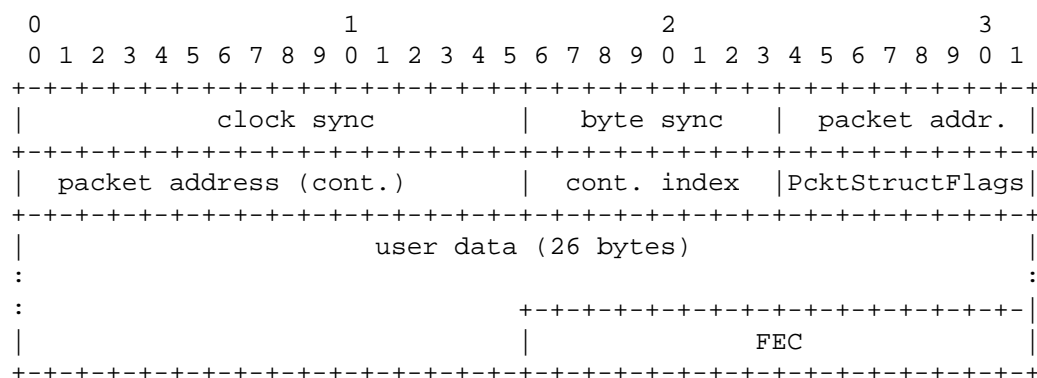 0                   1                   2                   3
 0 1 2 3 4 5 6 7 8 9 0 1 2 3 4 5 6 7 8 9 0 1 2 3 4 5 6 7 8 9 0 1
+-+-+-+-+-+-+-+-+-+-+-+-+-+-+-+-+-+-+-+-+-+-+-+-+-+-+-+-+-+-+-+-+
|            clock sync         |   byte sync   |  packet addr. |
+-+-+-+-+-+-+-+-+-+-+-+-+-+-+-+-+-+-+-+-+-+-+-+-+-+-+-+-+-+-+-+-+
|  packet address (cont.)       |  cont. index  |PcktStructFlags|
+-+-+-+-+-+-+-+-+-+-+-+-+-+-+-+-+-+-+-+-+-+-+-+-+-+-+-+-+-+-+-+-+
|                      user data (26 bytes)                     |
:                                                               :
:                               +-+-+-+-+-+-+-+-+-+-+-+-+-+-+-+-|
|                               |              FEC              |
+-+-+-+-+-+-+-+-+-+-+-+-+-+-+-+-+-+-+-+-+-+-+-+-+-+-+-+-+-+-+-+-+